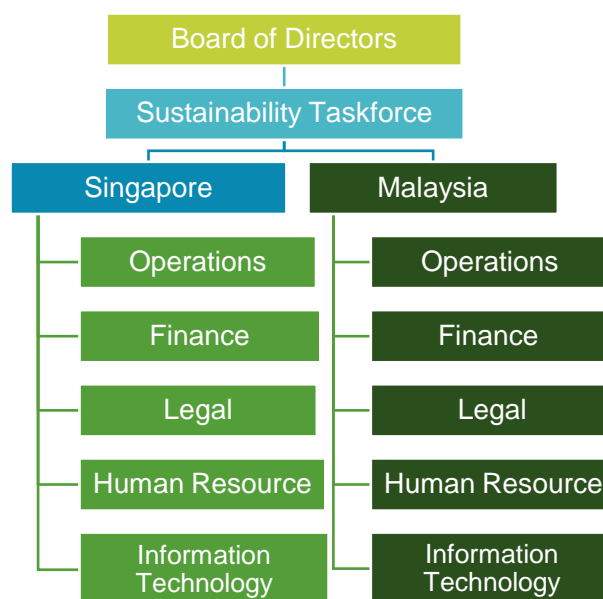 Board of Directors
Sustainability Taskforce
Singapore
Malaysia
Operations
Finance
Legal
Human Resource
Information
Technology
Operations
Finance
Legal
Human Resource
Information
Technology